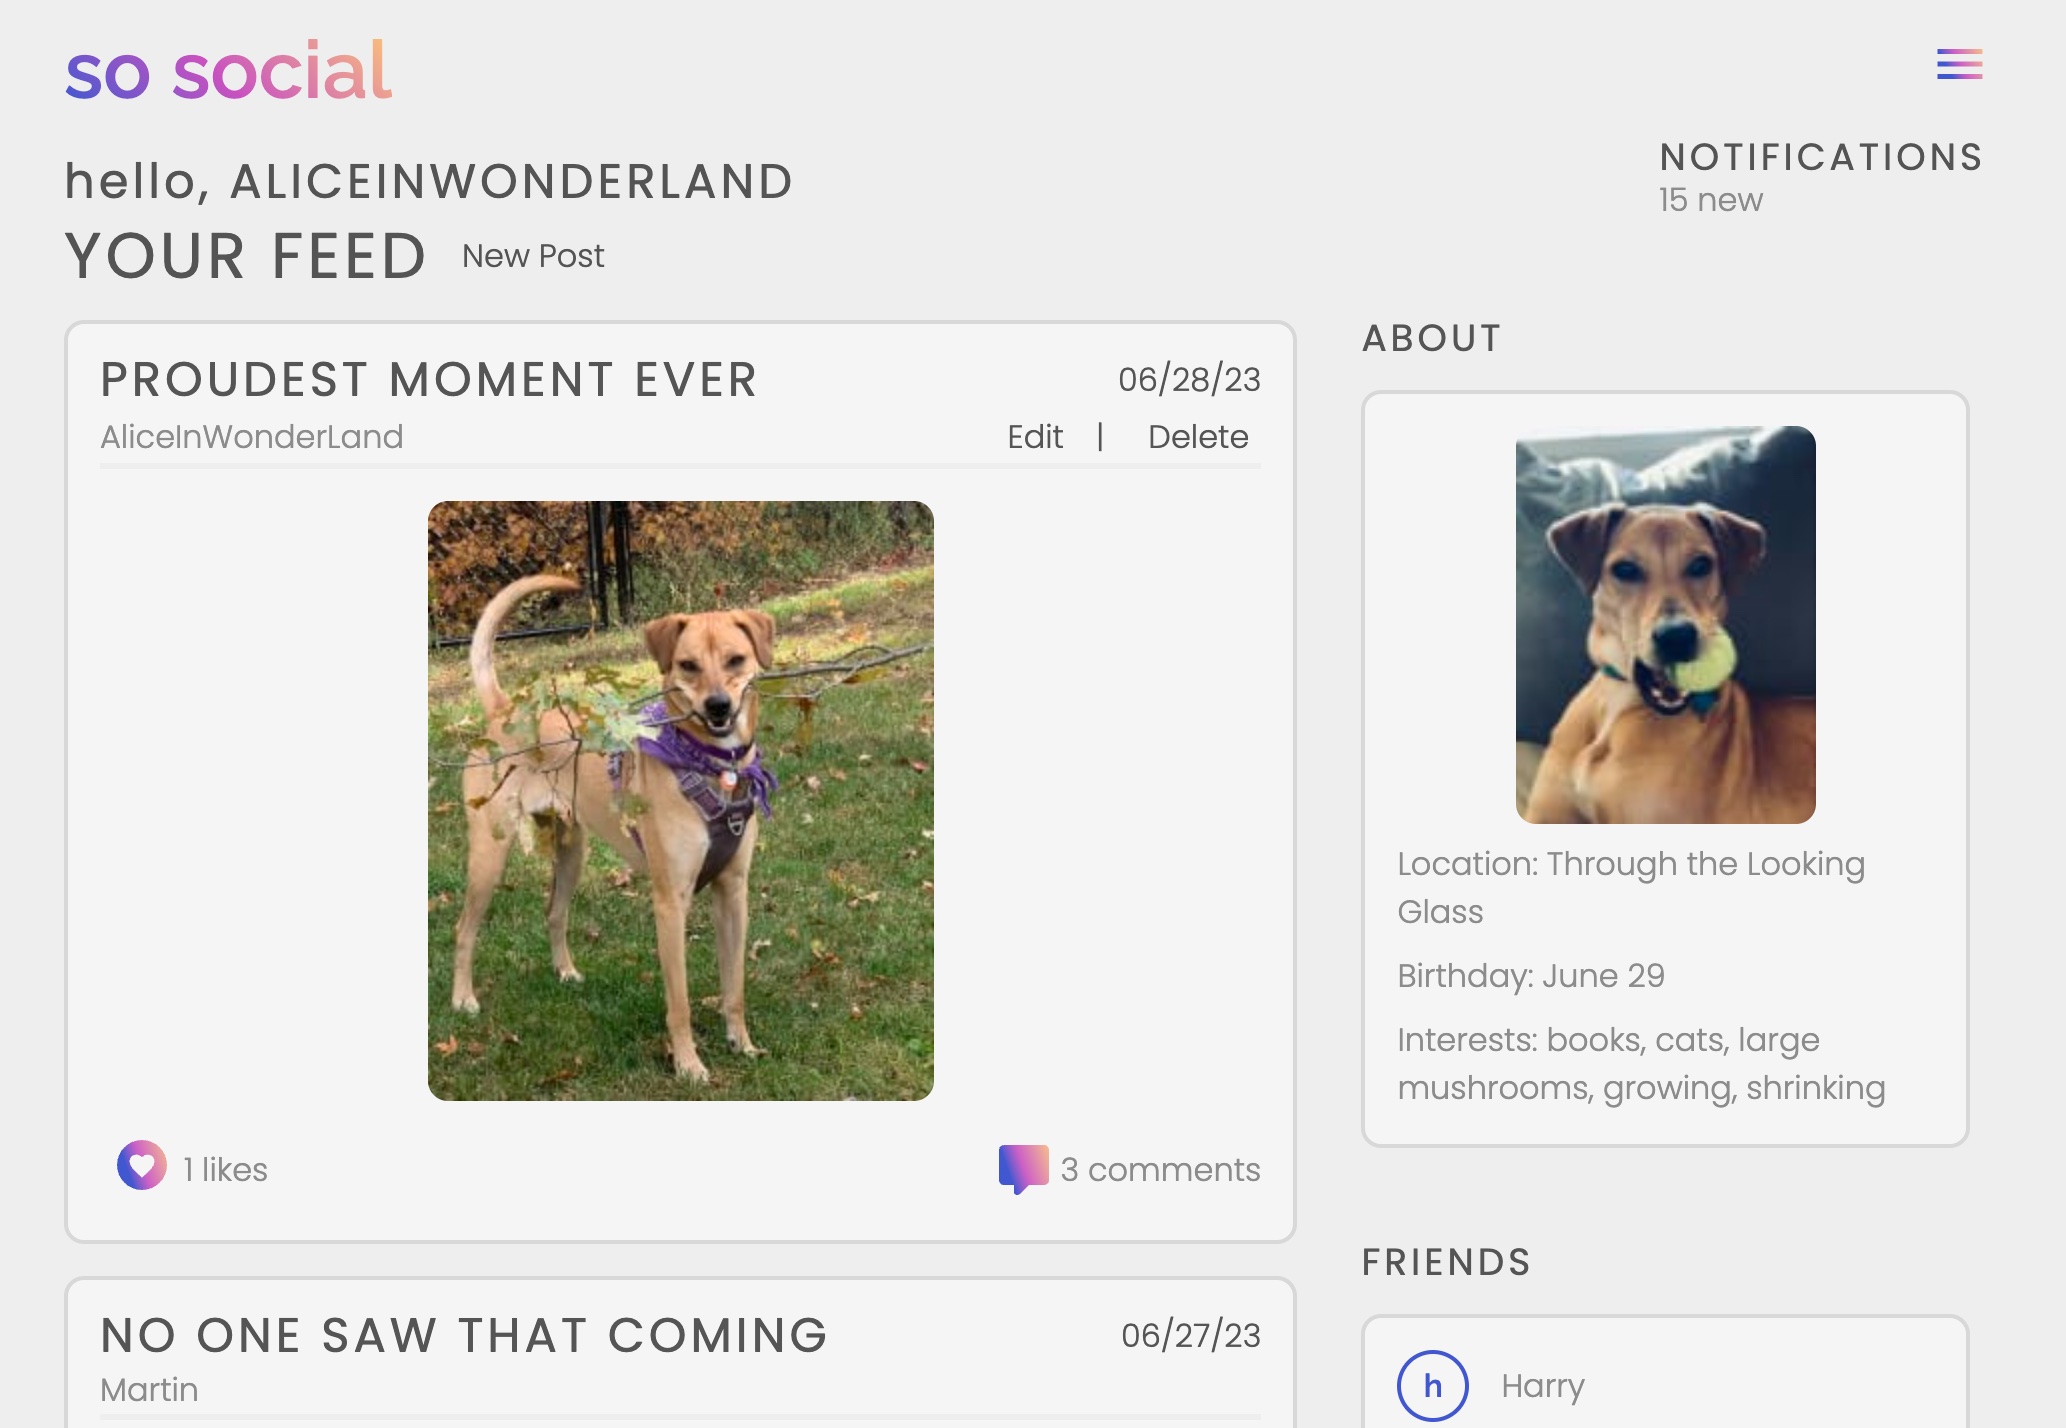 so social
hello, ALICEINWONDERLAND
NOTIFICATIONS
15 new
YOUR FEED New Post
PROUDEST MOMENT EVER 06/28/23
AliceInWonderLand Edit | Delete
1 likes 3 comments
NO ONE SAW THAT COMING 06/27/23
Martin
ABOUT
Location: Through the Looking
Glass
Birthday: June 29
Interests: books, cats, large
mushrooms, growing, shrinking
FRIENDS
h Harry